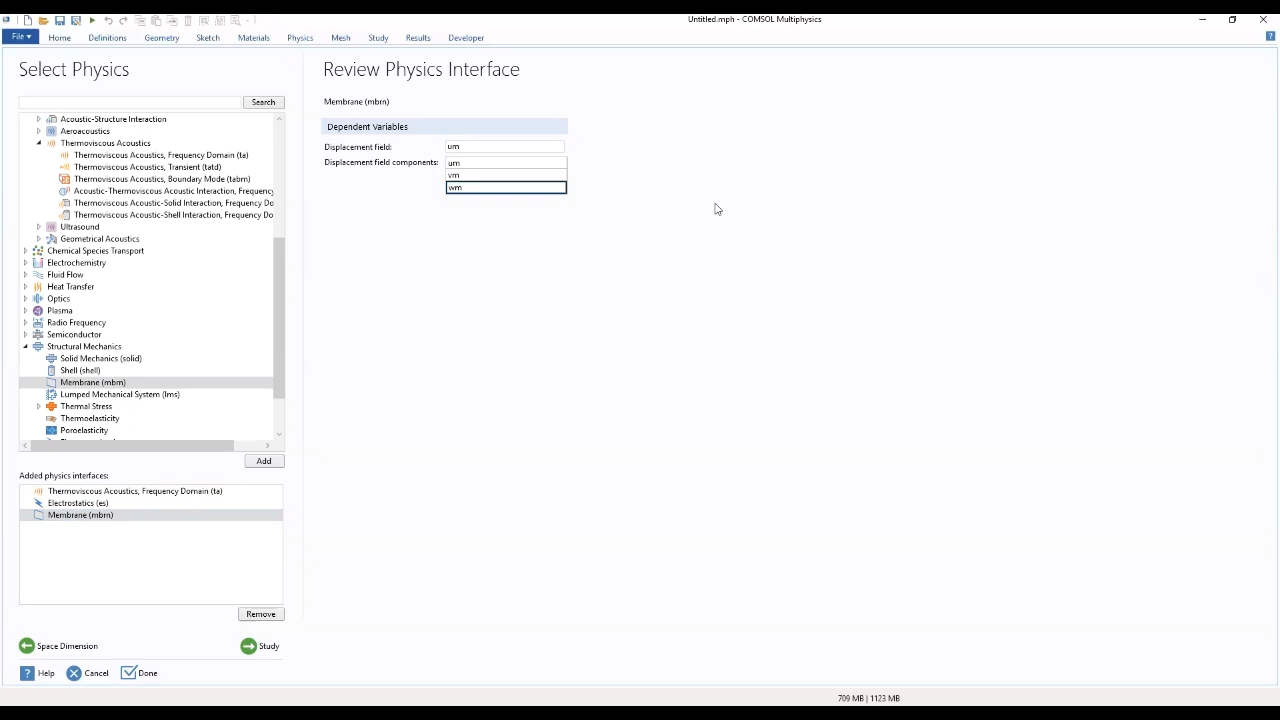 Untitled.mph - COMSOL Multiphysics
File
Home
Definitions
Geometry
Sketch
Materials
Physics
Mesh
Study
Results
Developer
Select Physics
Search
Acoustic-Structure Interaction
Aeroacoustics
Thermoviscous Acoustics
Thermoviscous Acoustics, Frequency Domain (ta)
Thermoviscous Acoustics, Transient (tatd)
Thermoviscous Acoustics, Boundary Mode (tabm)
Acoustic-Thermoviscous Acoustic Interaction, Frequency
Thermoviscous Acoustic-Solid Interaction, Frequency Do
Thermoviscous Acoustic-Shell Interaction, Frequency Do
Ultrasound
Geometrical Acoustics
Chemical Species Transport
Electrochemistry
Fluid Flow
Heat Transfer
Optics
Plasma
Radio Frequency
Semiconductor
Structural Mechanics
Solid Mechanics (solid)
Shell (shell)
Membrane (mbrn)
Lumped Mechanical System (lms)
Thermal Stress
Thermoelasticity
Poroelasticity
Add
Added physics interfaces:
Thermoviscous Acoustics, Frequency Domain (ta)
Electrostatics (es)
Membrane (mbrn)
Remove
Space Dimension
Study
? Help
Cancel
Done
Review Physics Interface
Membrane (mbrn)
Dependent Variables
Displacement field: um
Displacement field components: um
vm
wm
709 MB | 1123 MB